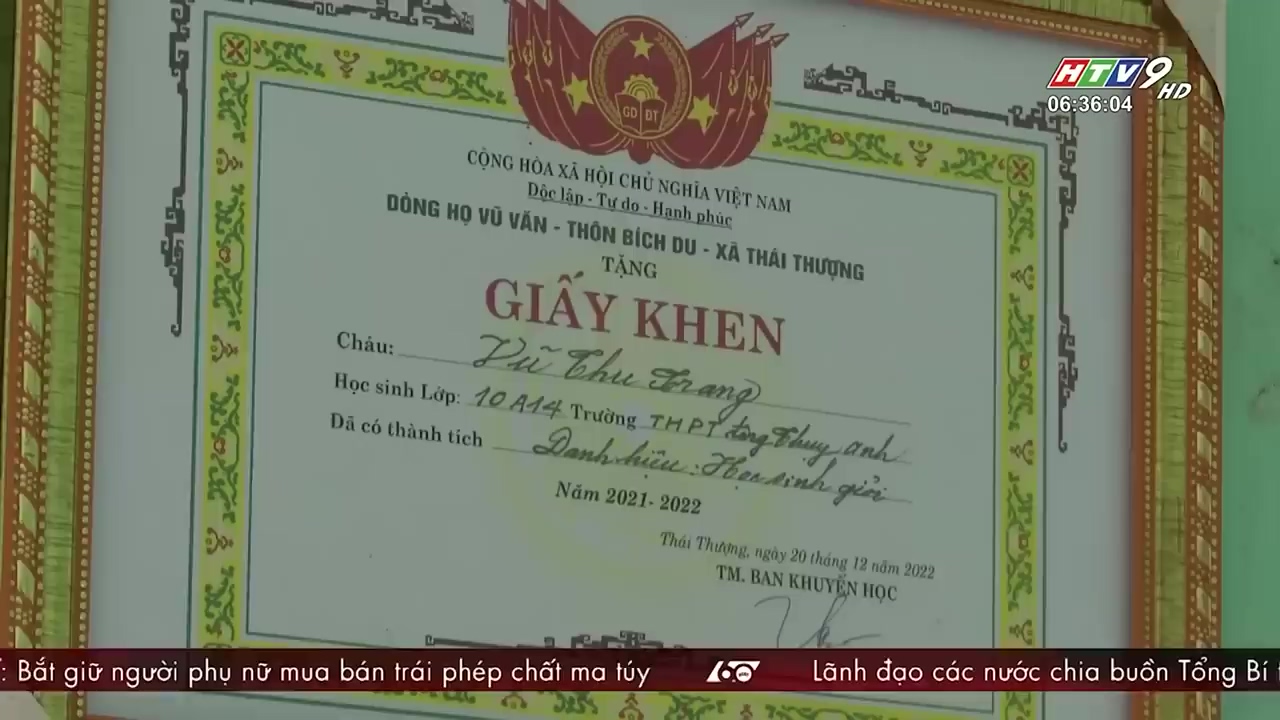 HTV9 HD
06:36:04
GD ĐT
CỘNG HÒA XÃ HỘI CHỦ NGHĨA VIỆT NAM
Độc lập - Tự do - Hạnh phúc
DÒNG HỌ VŨ VĂN - THÔN BÍCH DU - XÃ THÁI THƯỢNG
TẶNG
GIẤY KHEN
Cháu: Vũ Thu Trang
Học sinh Lớp: 10A14 Trường THPT Đông Thụy Anh
Đã có thành tích Danh hiệu: Học sinh giỏi
Năm 2021- 2022
Thái Thượng, ngày 20 tháng 12 năm 2022
TM. BAN KHUYẾN HỌC
: Bắt giữ người phụ nữ mua bán trái phép chất ma túy 60 giây Lãnh đạo các nước chia buồn Tổng Bí